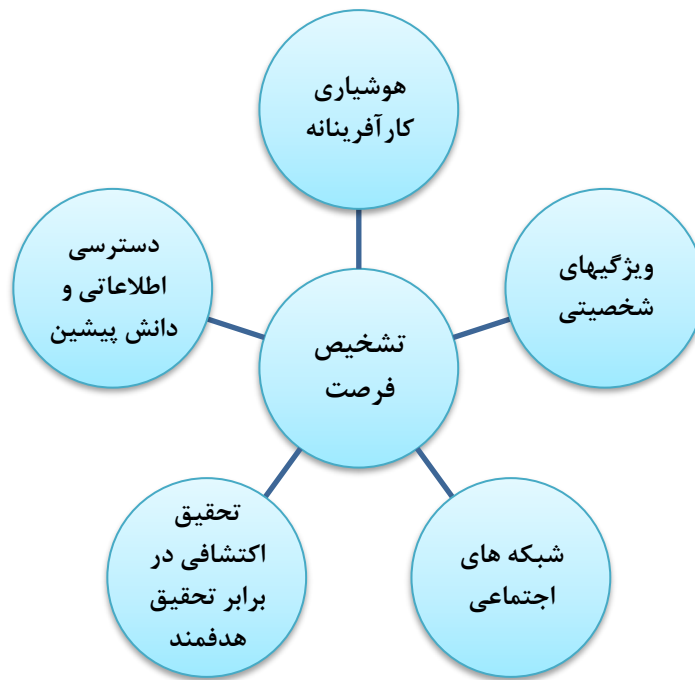 هوشیاری
کارآفرینانه
ویژگیهای
شخصیتی
دسترسی
اطلاعاتی و
دانش پیشین
تشخیص
فرصت
شبکه های
اجتماعی
تحقیق
اکتشافی در
برابر تحقیق
هدفمند